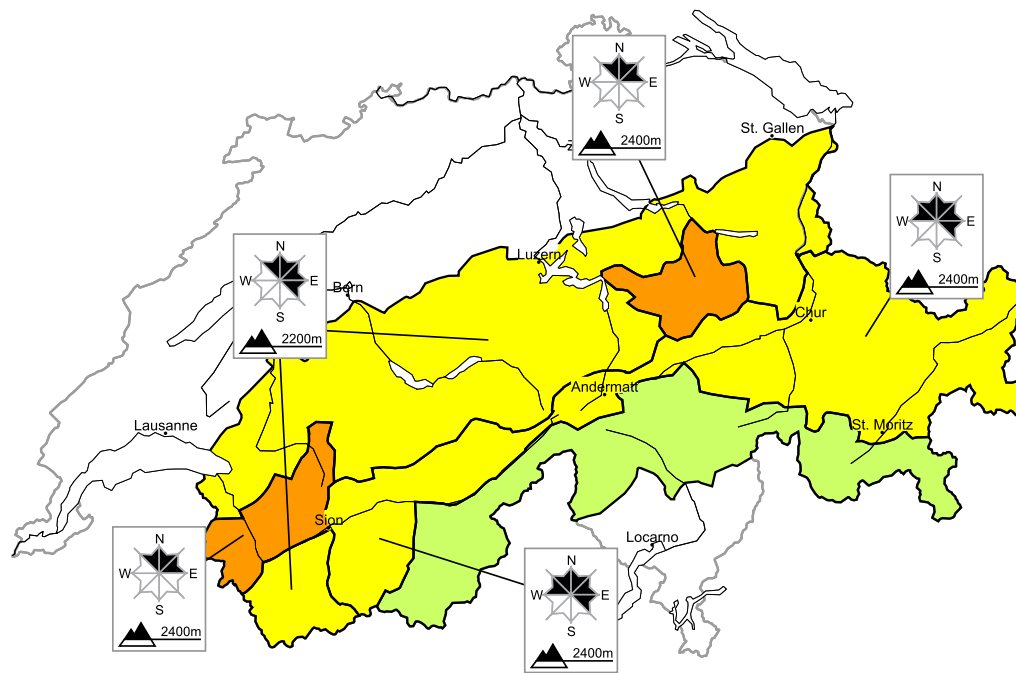 N
W E
S
2400m
St. Gallen
N
W E
S
2400m
N
W E
S
2200m
Luzern
Bern
Chur
Andermatt
Lausanne
St. Moritz
Sion
Locarno
N
W E
S
2400m
N
W E
S
2400m